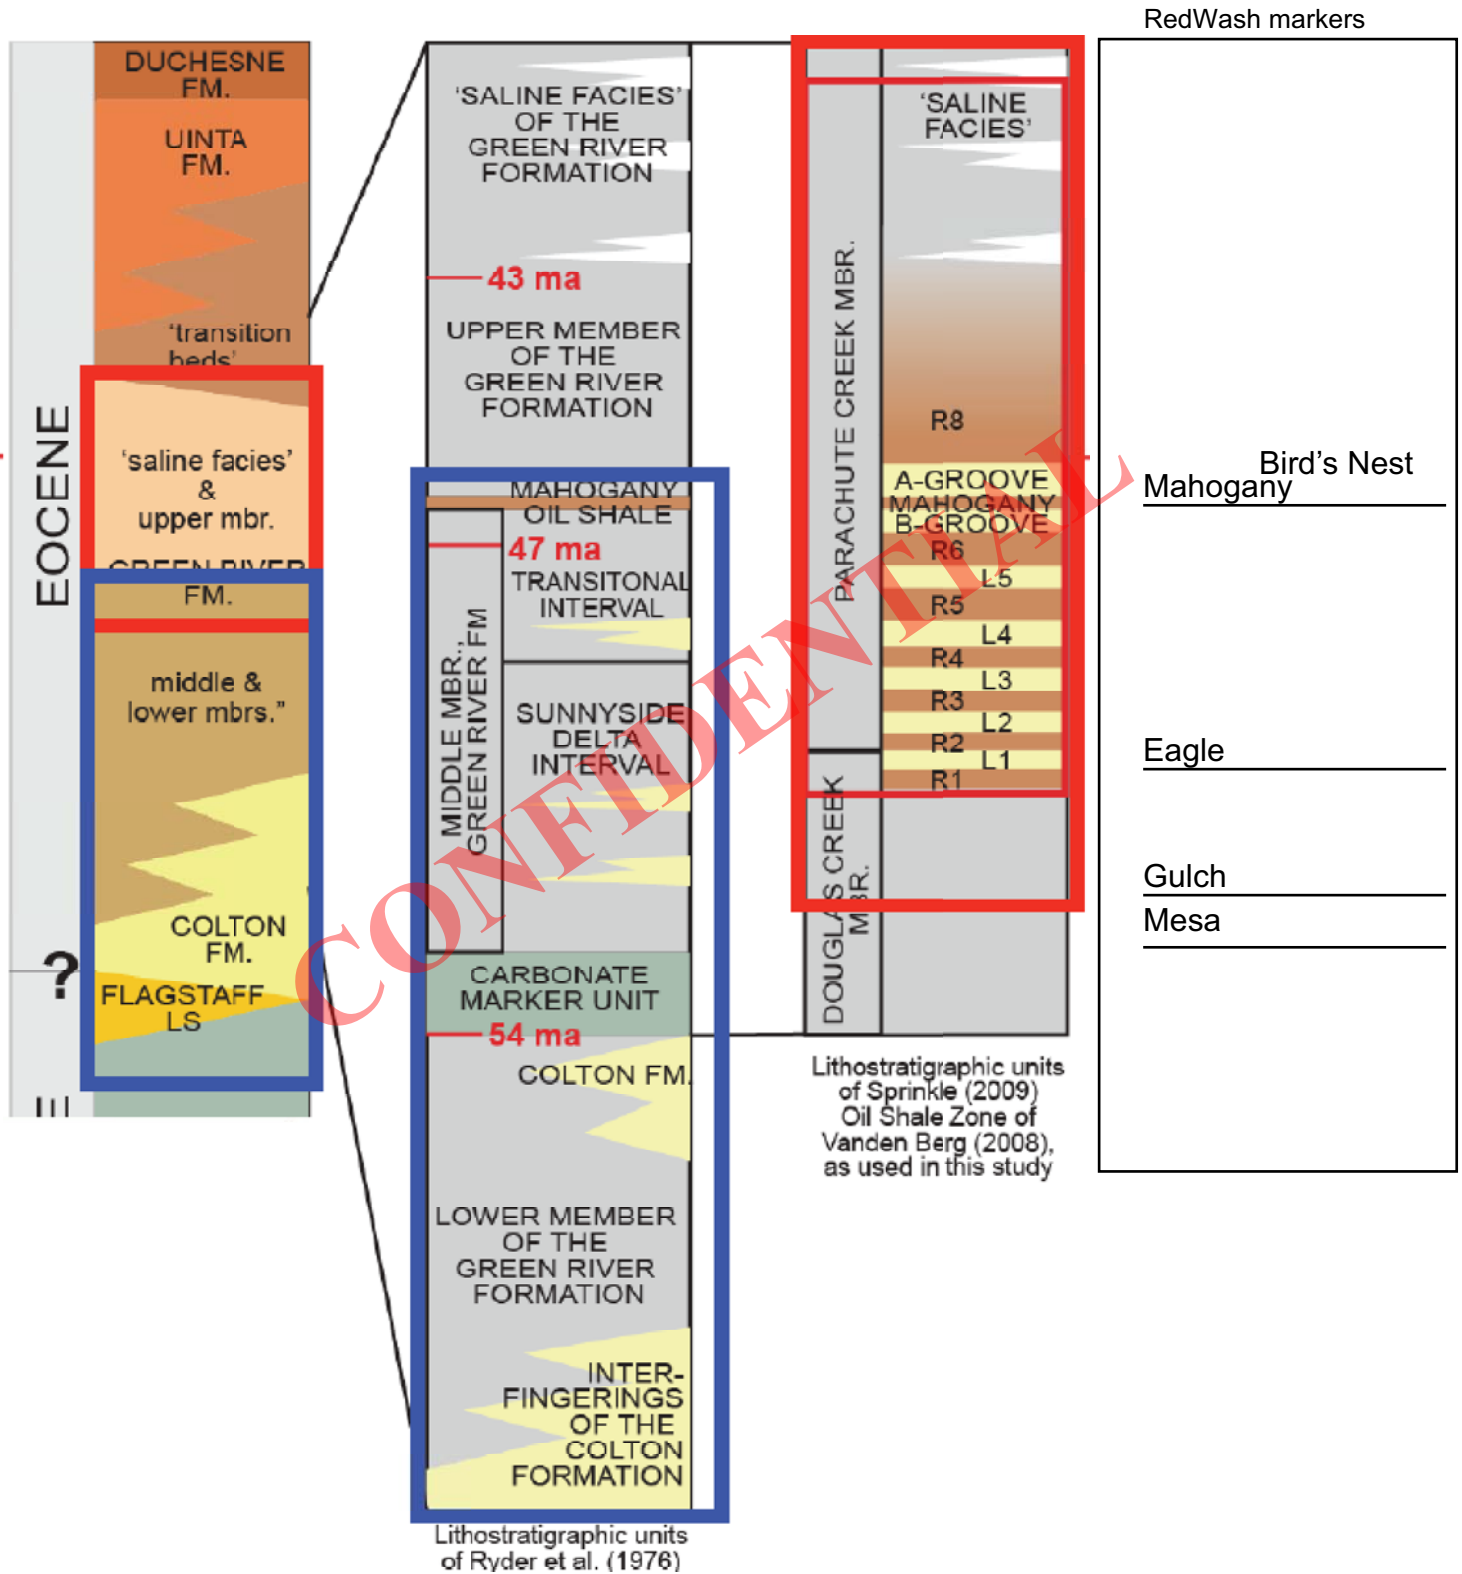 RedWash markers
DUCHESNE
FM.
UINTA
FM.
'transition
beds'
EOCENE
'saline facies'
&
upper mbr.
GREEN RIVER
FM.
middle &
lower mbrs."
COLTON
FM.
?
FLAGSTAFF
LS
'SALINE FACIES'
OF THE
GREEN RIVER
FORMATION
43 ma
UPPER MEMBER
OF THE
GREEN RIVER
FORMATION
MAHOGANY
OIL SHALE
47 ma
TRANSITONAL
INTERVAL
MIDDLE MBR.,
GREEN RIVER FM
SUNNYSIDE
DELTA
INTERVAL
CARBONATE
MARKER UNIT
54 ma
COLTON FM.
LOWER MEMBER
OF THE
GREEN RIVER
FORMATION
INTER-
FINGERINGS
OF THE
COLTON
FORMATION
Lithostratigraphic units
of Ryder et al. (1976)
'SALINE
FACIES'
PARACHUTE CREEK MBR.
R8
A-GROOVE
MAHOGANY
B-GROOVE
R6
L5
R5
L4
R4
L3
R3
L2
R2
L1
R1
DOUGLAS CREEK
MBR.
Lithostratigraphic units
of Sprinkle (2009)
Oil Shale Zone of
Vanden Berg (2008),
as used in this study
Bird's Nest
Mahogany
Eagle
Gulch
Mesa
CONFIDENTIAL